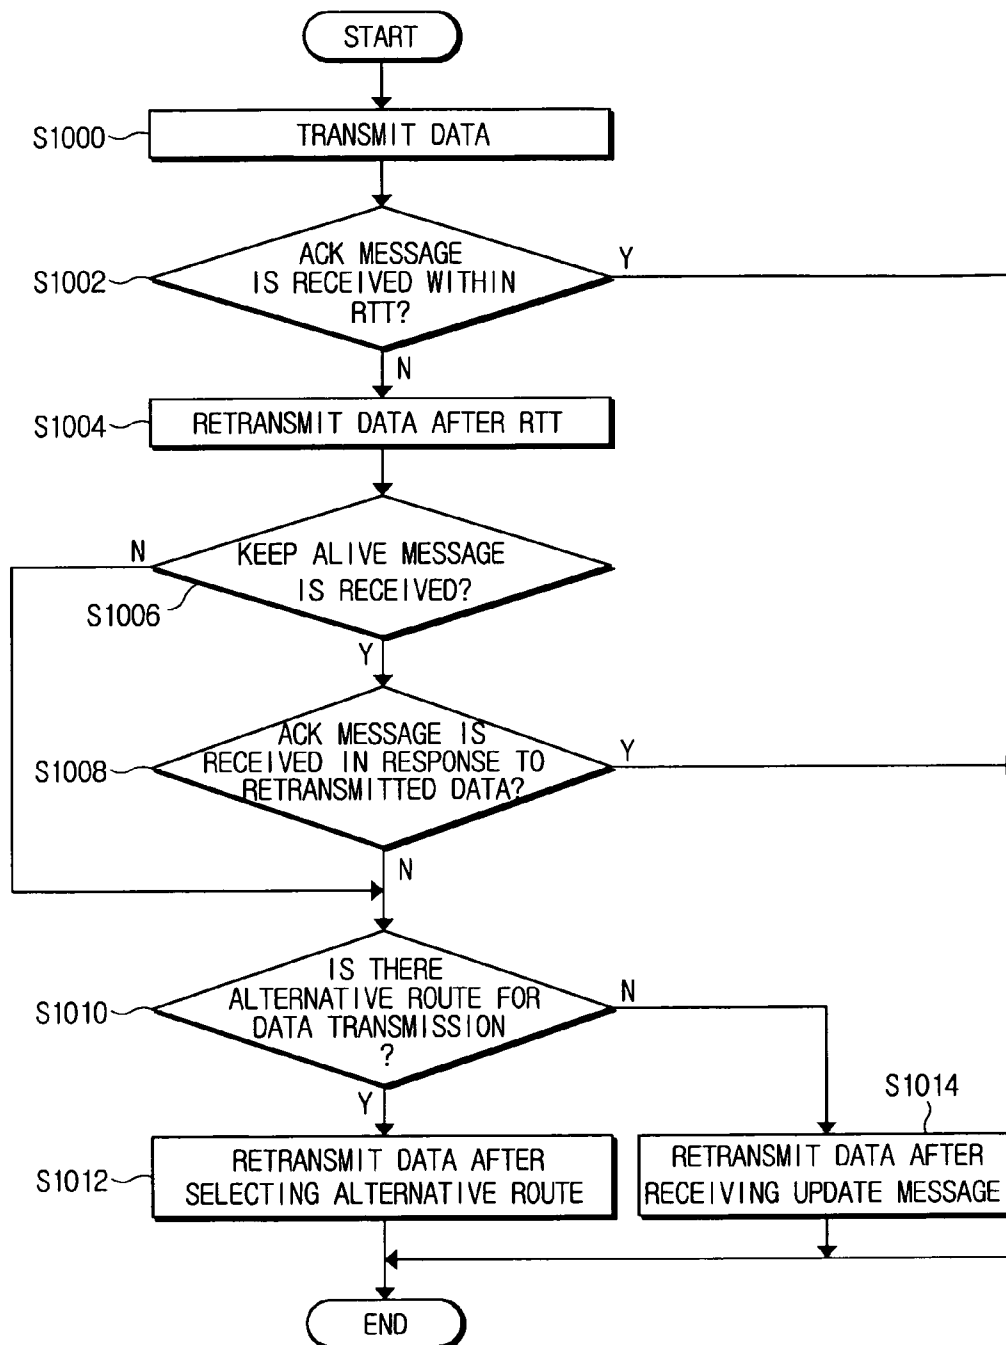 START
S1000
TRANSMIT DATA
S1002
ACK MESSAGE
IS RECEIVED WITHIN
RTT?
Y
N
S1004
RETRANSMIT DATA AFTER RTT
N
KEEP ALIVE MESSAGE
IS RECEIVED?
S1006
Y
S1008
ACK MESSAGE IS
RECEIVED IN RESPONSE TO
RETRANSMITTED DATA?
Y
N
S1010
IS THERE
ALTERNATIVE ROUTE FOR
DATA TRANSMISSION
?
N
Y
S1014
S1012
RETRANSMIT DATA AFTER
SELECTING ALTERNATIVE ROUTE
RETRANSMIT DATA AFTER
RECEIVING UPDATE MESSAGE
END